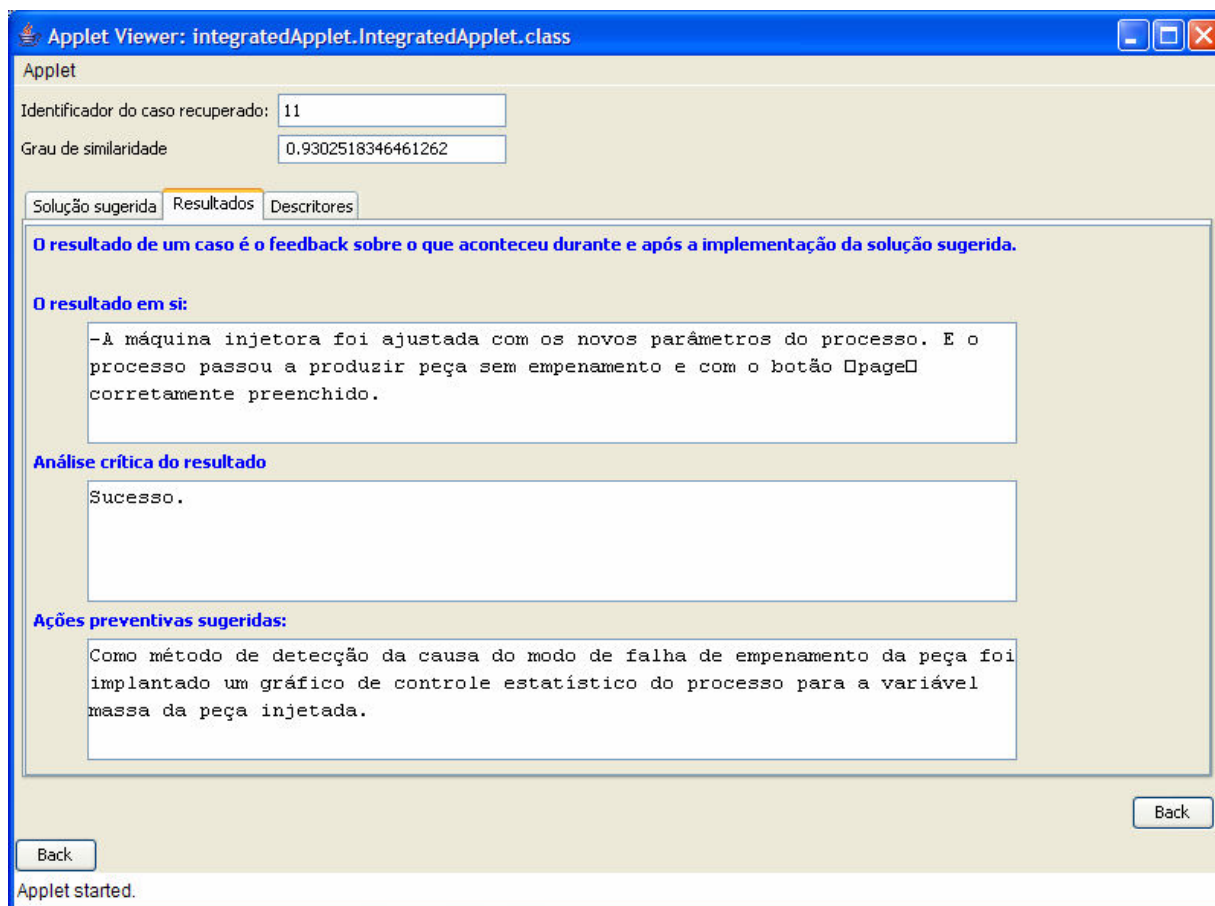 Applet Viewer: integratedApplet.IntegratedApplet.class
Applet
Identificador do caso recuperado: 11
Grau de similaridade 0.9302518346461262
Solução sugerida Resultados Descritores
O resultado de um caso é o feedback sobre o que aconteceu durante e após a implementação da solução sugerida.
O resultado em si:
-A máquina injetora foi ajustada com os novos parâmetros do processo. E o
processo passou a produzir peça sem empenamento e com o botão □page□
corretamente preenchido.
Análise crítica do resultado
Sucesso.
Ações preventivas sugeridas:
Como método de detecção da causa do modo de falha de empenamento da peça foi
implantado um gráfico de controle estatístico do processo para a variável
massa da peça injetada.
Back
Back
Applet started.